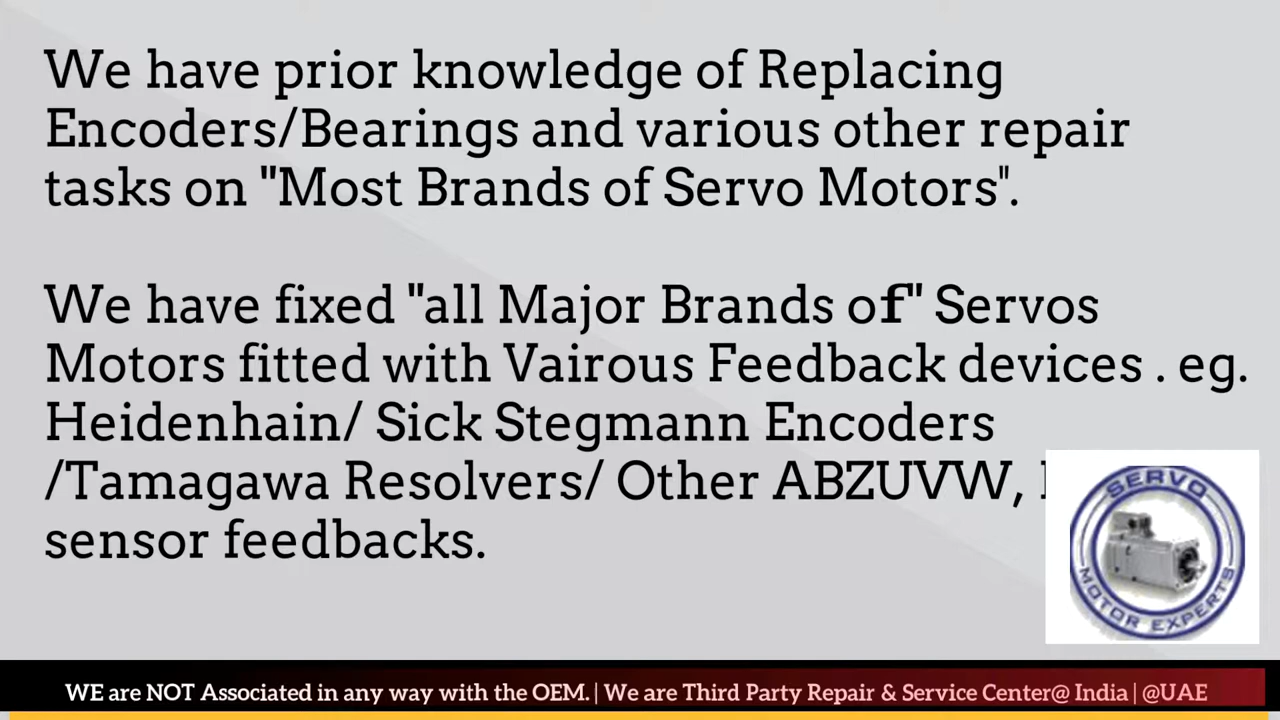 We have prior knowledge of Replacing
Encoders/Bearings and various other repair
tasks on "Most Brands of Servo Motors".
We have fixed "all Major Brands of" Servos
Motors fitted with Vairous Feedback devices . eg.
Heidenhain/ Sick Stegmann Encoders
/Tamagawa Resolvers/ Other ABZUVW,
sensor feedbacks.
SERVO
MOTOR EXPERTS
WE are NOT Associated in any way with the OEM. | We are Third Party Repair & Service Center@ India | @UAE